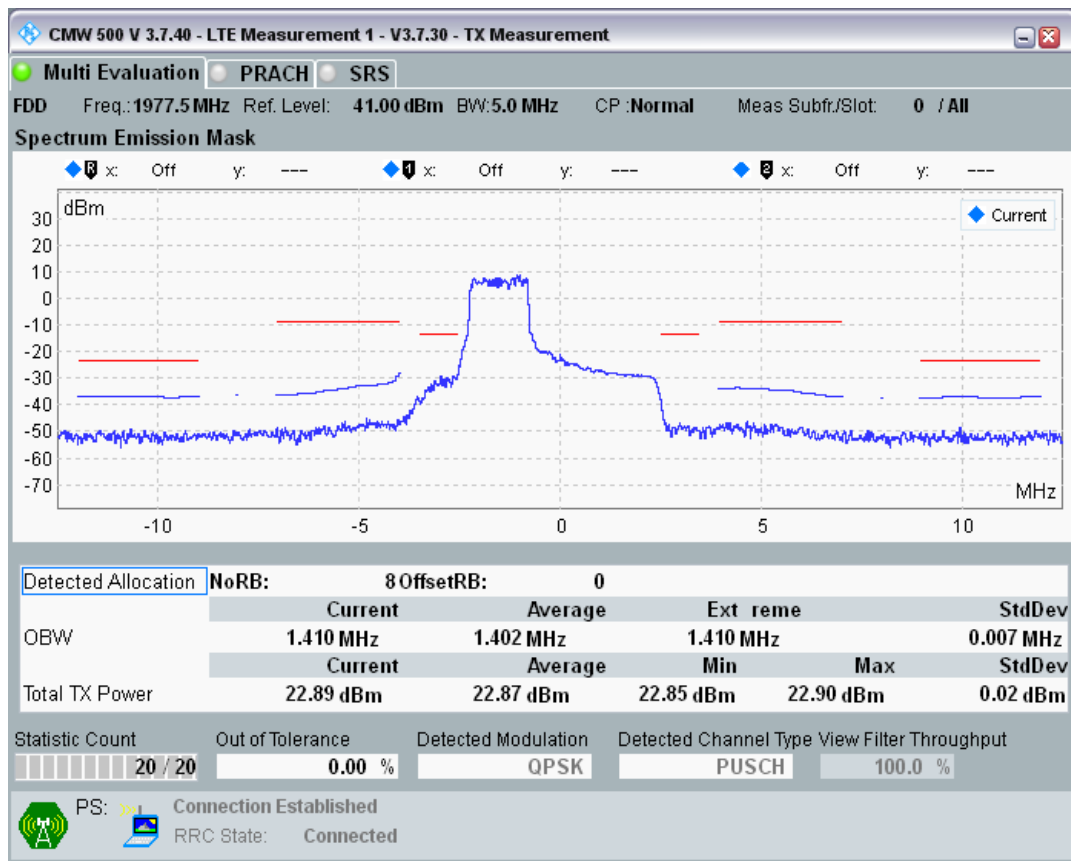 CMW 500 V 3.7.40 - LTE Measurement 1 - V3.7.30 - TX Measurement
Multi Evaluation PRACH SRS
FDD Freq.:1977.5 MHz Ref. Level: 41.00 dBm BW:5.0 MHz CP :Normal Meas Subfr./Slot: 0 / All
Spectrum Emission Mask
R x: Off y: --- 1 x: Off y: --- 2 x: Off y: ---
dBm
Current
30
20
10
0
-10
-20
-30
-40
-50
-60
-70
MHz
-10 -5 0 5 10
Detected Allocation NoRB: 8 OffsetRB: 0
Current Average Ext reme StdDev
OBW 1.410 MHz 1.402 MHz 1.410 MHz 0.007 MHz
Current Average Min Max StdDev
Total TX Power 22.89 dBm 22.87 dBm 22.85 dBm 22.90 dBm 0.02 dBm
Statistic Count Out of Tolerance Detected Modulation Detected Channel Type View Filter Throughput
20 / 20 0.00 % QPSK PUSCH 100.0 %
PS: Connection Established
RRC State: Connected